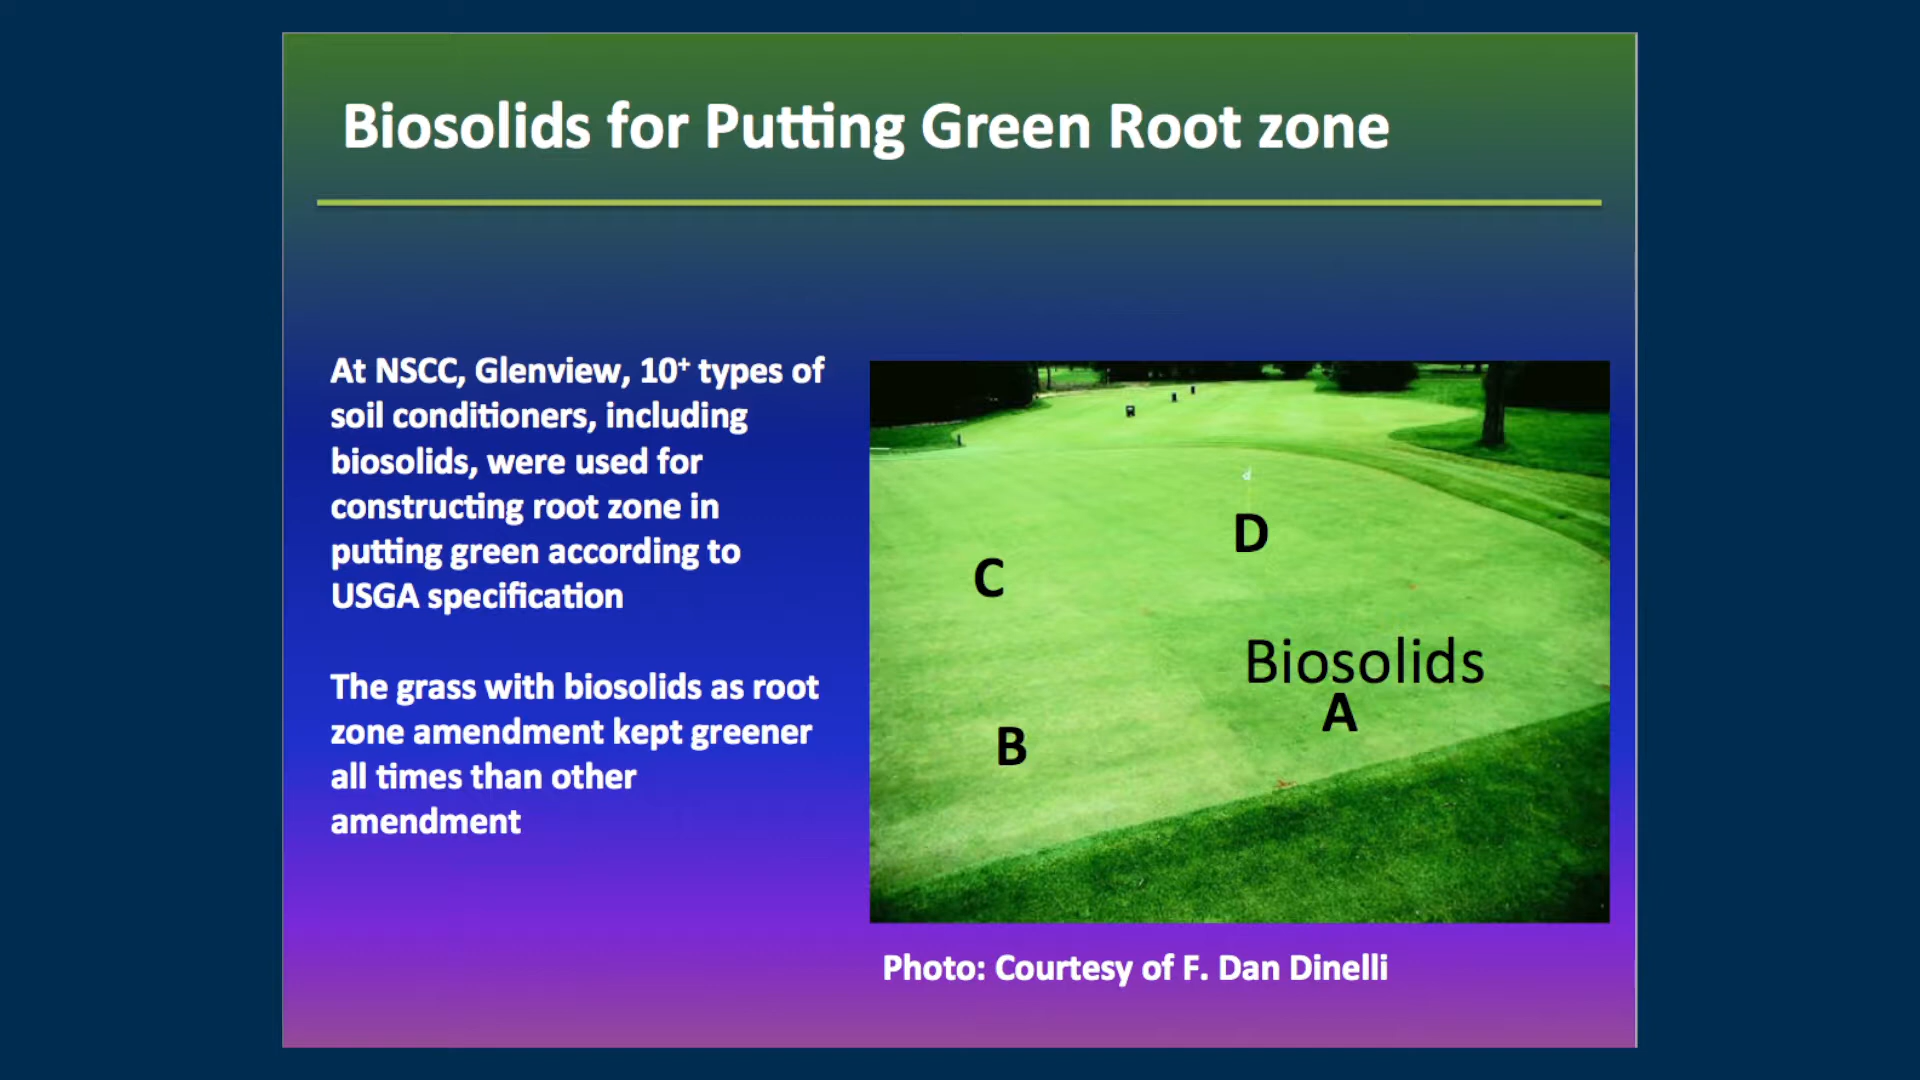 Biosolids for Putting Green Root zone
At NSCC, Glenview, 10⁺ types of
soil conditioners, including
biosolids, were used for
constructing root zone in
putting green according to
USGA specification
The grass with biosolids as root
zone amendment kept greener
all times than other
amendment
D
C
Biosolids
A
B
Photo: Courtesy of F. Dan Dinelli